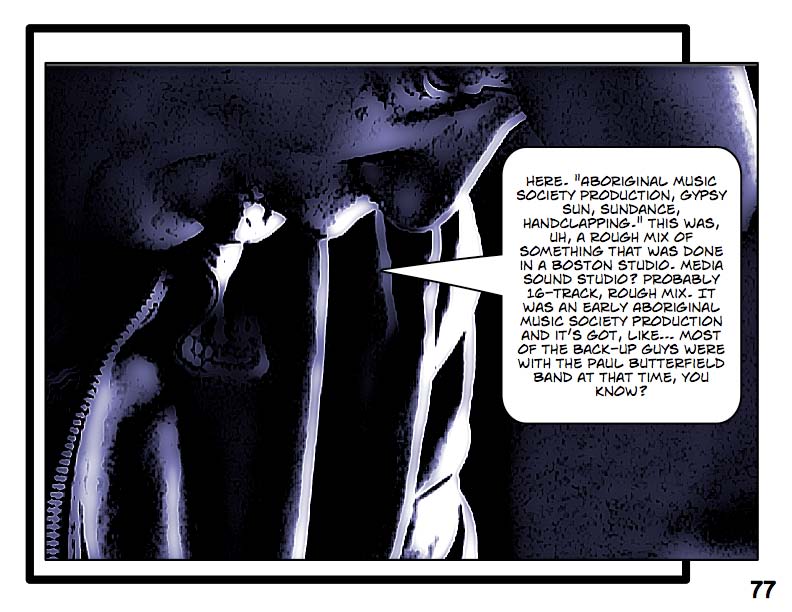 HERE. "ABORIGINAL MUSIC
SOCIETY PRODUCTION, GYPSY
SUN, SUNDANCE,
HANDCLAPPING." THIS WAS,
UH, A ROUGH MIX OF
SOMETHING THAT WAS DONE
IN A BOSTON STUDIO. MEDIA
SOUND STUDIO? PROBABLY
16-TRACK, ROUGH MIX. IT
WAS AN EARLY ABORIGINAL
MUSIC SOCIETY PRODUCTION
AND IT'S GOT, LIKE... MOST
OF THE BACK-UP GUYS WERE
WITH THE PAUL BUTTERFIELD
BAND AT THAT TIME, YOU
KNOW?
77